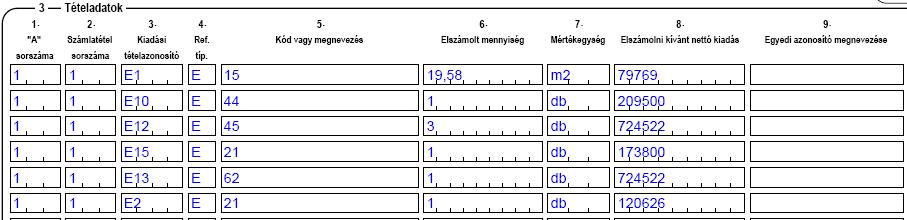 3 — Tételadatok
1. 2. 3. 4. 5. 6. 7. 8. 9.
"A" Számlatétel Kiadási Ref. Kód vagy megnevezés Elszámolt mennyiség Mértékegység Elszámolni kívánt nettó kiadás Egyedi azonosító megnevezése
sorszáma sorszáma tételazonosító típ.
1 1 E1 E 15 19,58 m2 79769
1 1 E10 E 44 1 db 209500
1 1 E12 E 45 3 db 724522
1 1 E15 E 21 1 db 173800
1 1 E13 E 62 1 db 724522
1 1 E2 E 21 1 db 120626